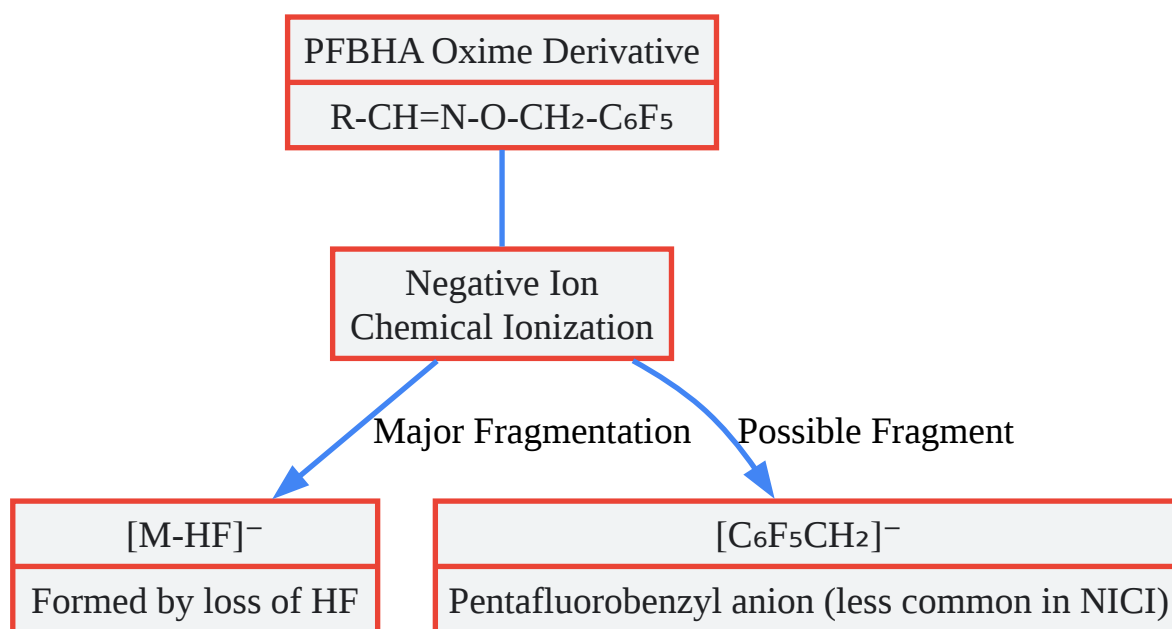 PFBHA Oxime Derivative
R-CH=N-O-CH₂-C₆F₅
Negative Ion
Chemical Ionization
Major Fragmentation
Possible Fragment
[M-HF]⁻
[C₆F₅CH₂]⁻
Formed by loss of HF
Pentafluorobenzyl anion (less common in NICI)